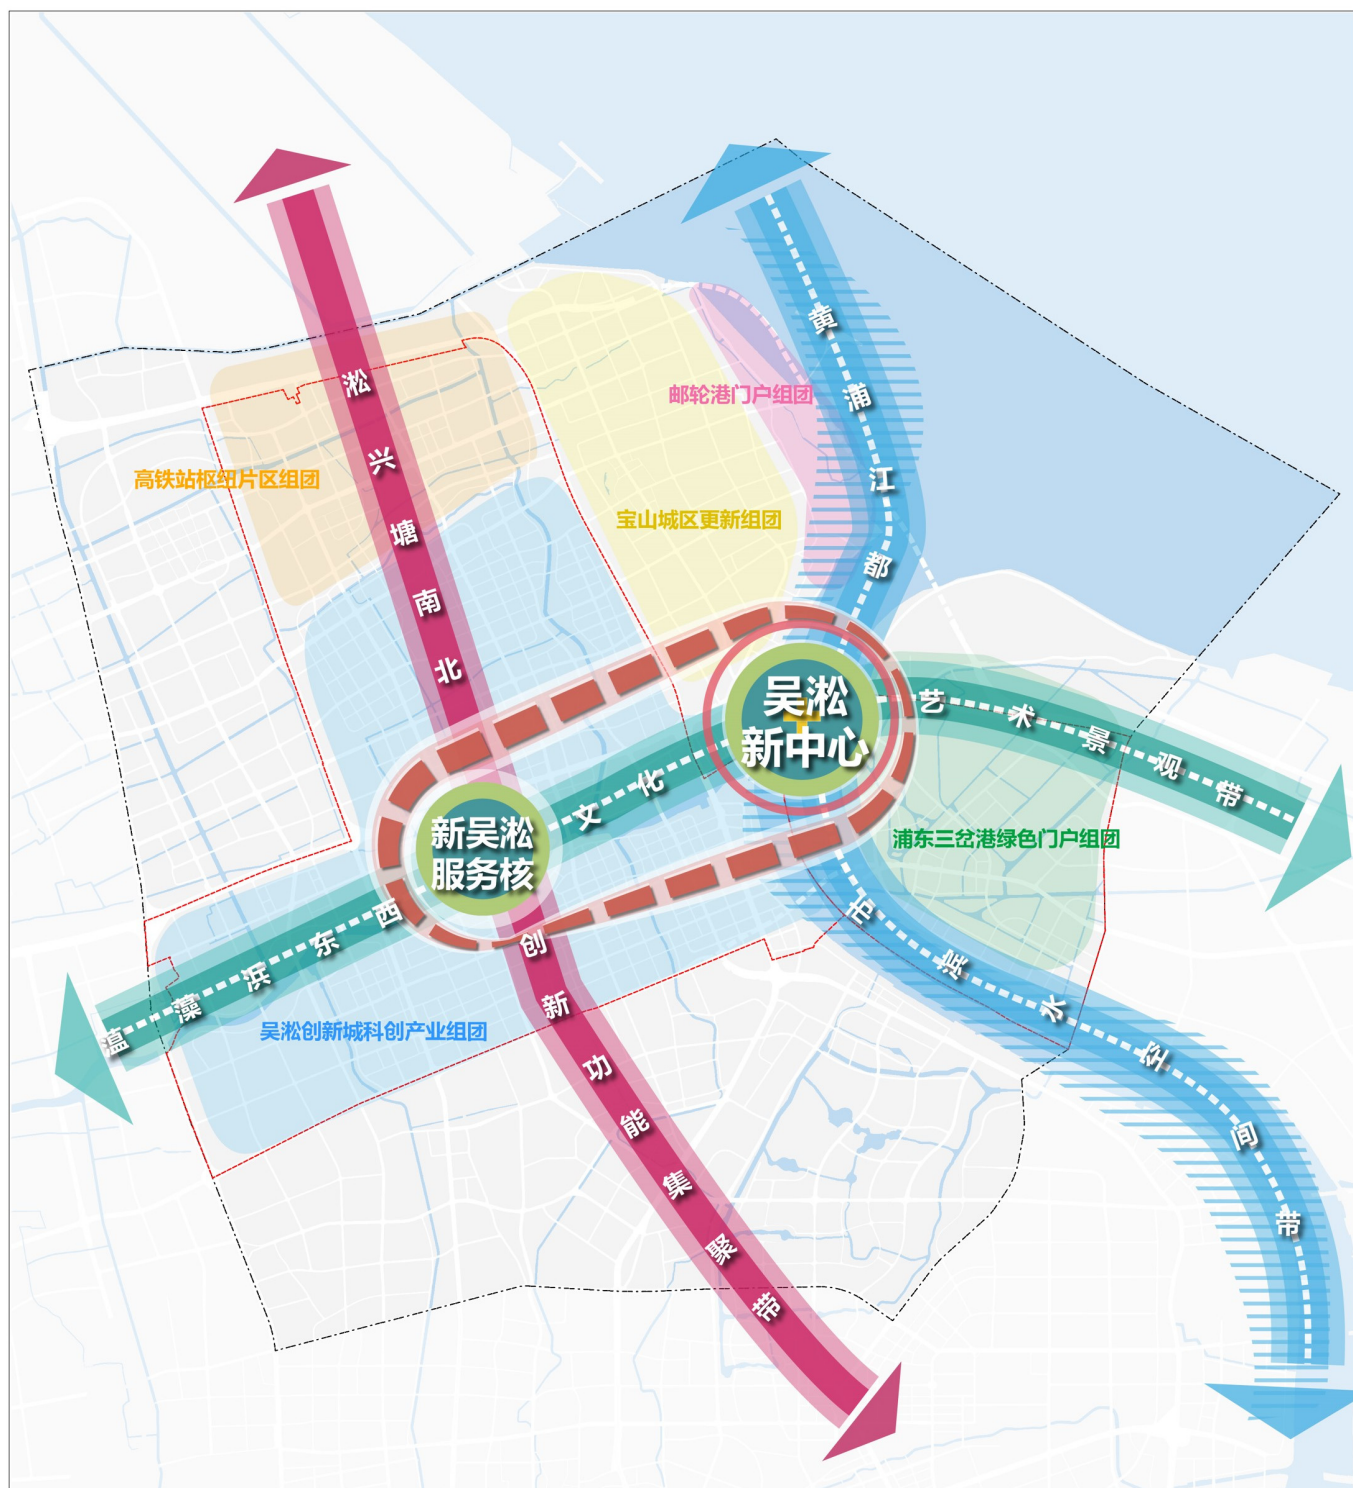 淞兴塘南北创新功能集聚带
黄浦江都市滨水空间带
邮轮港门户组团
高铁站枢纽片区组团
宝山城区更新组团
吴淞
新中心
新吴淞
服务核
蕰藻浜东西文化艺术景观带
浦东三岔港绿色门户组团
吴淞创新城科创产业组团